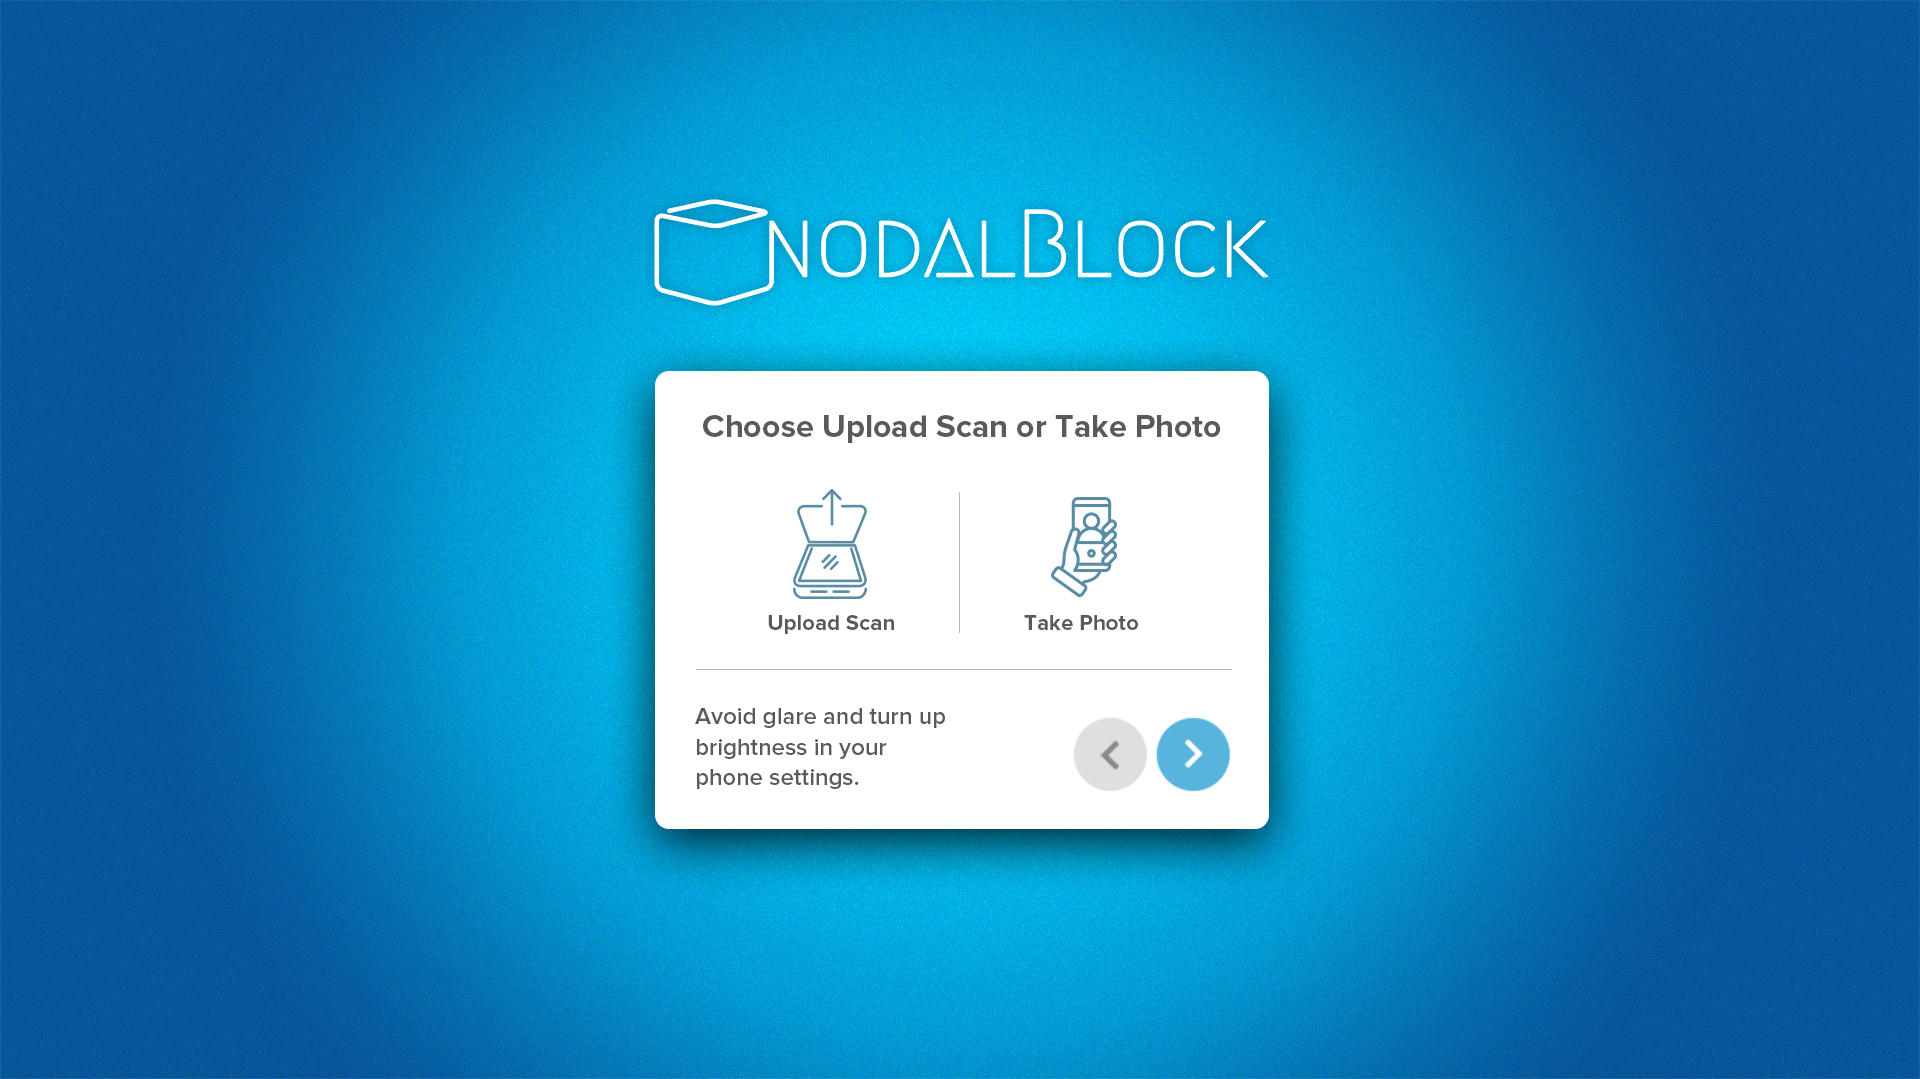 NODALBLOCK
Choose Upload Scan or Take Photo
Upload Scan
Take Photo
Avoid glare and turn up
brightness in your
phone settings.